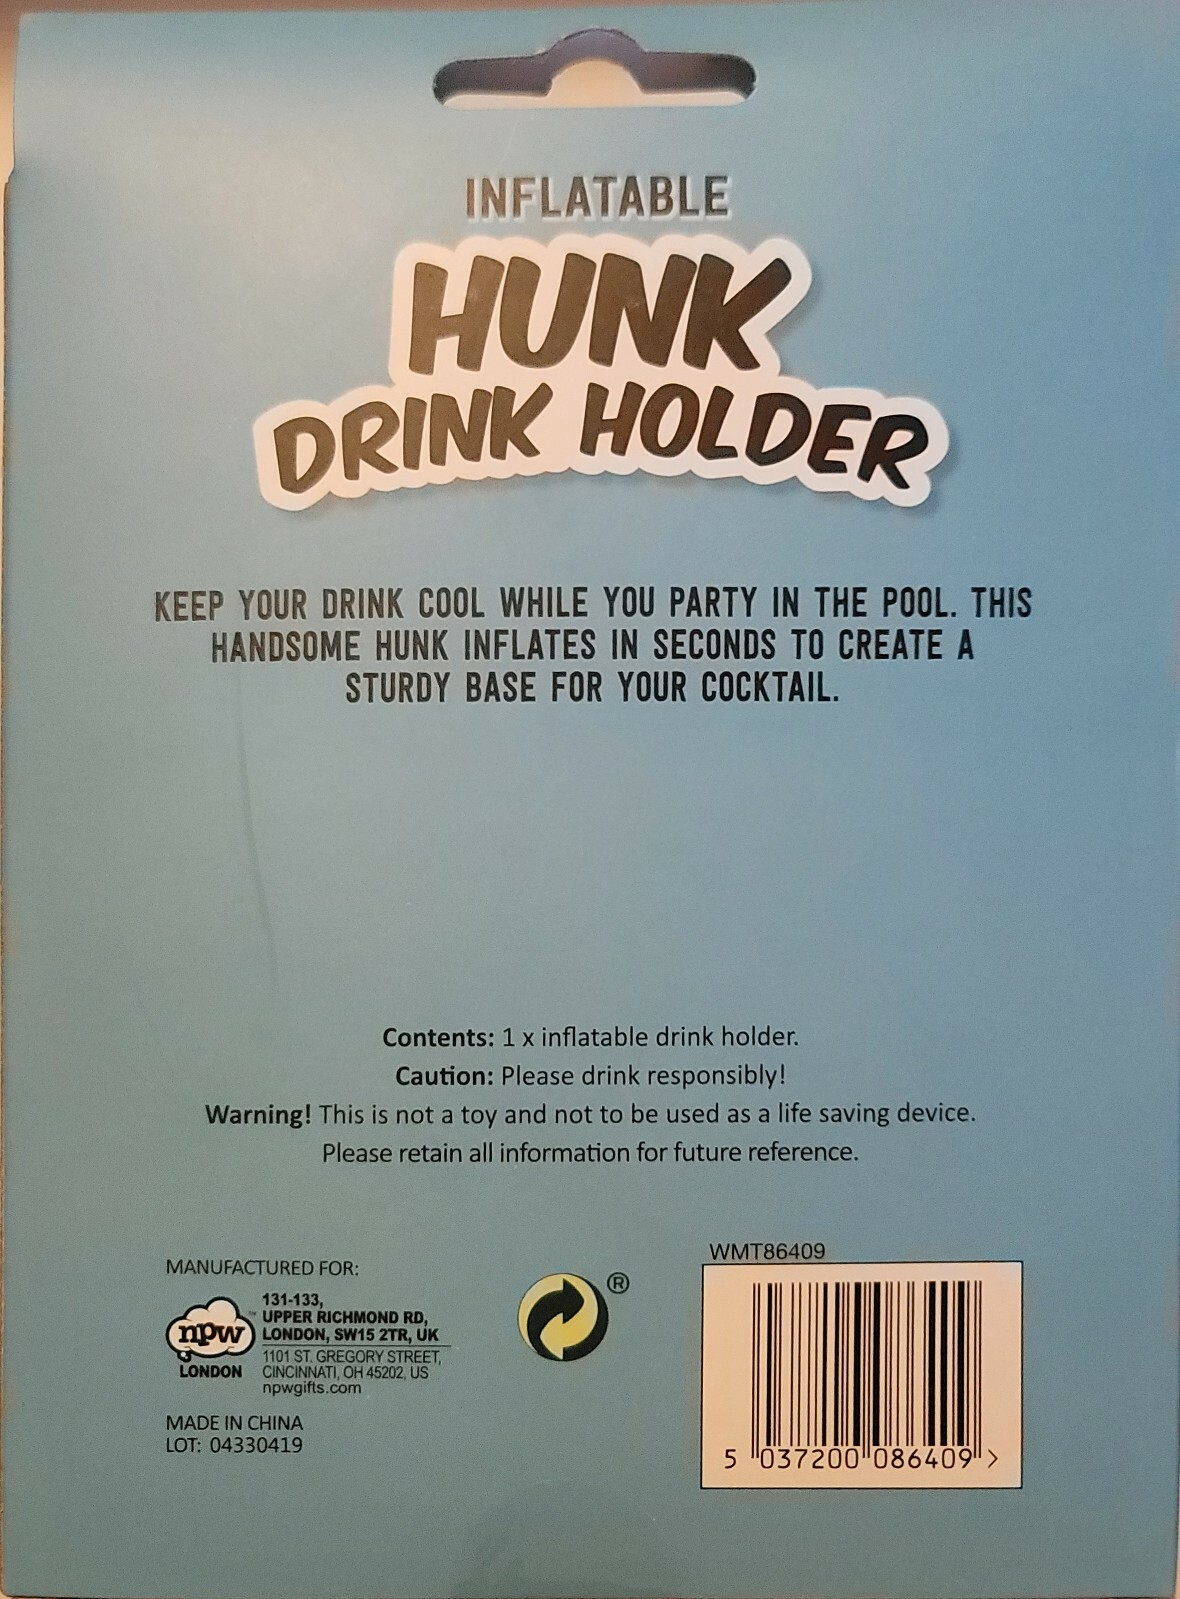 INFLATABLE
HUNK
DRINK HOLDER
KEEP YOUR DRINK COOL WHILE YOU PARTY IN THE POOL. THIS
HANDSOME HUNK INFLATES IN SECONDS TO CREATE A
STURDY BASE FOR YOUR COCKTAIL.
Contents: 1 x inflatable drink holder.
Caution: Please drink responsibly!
Warning! This is not a toy and not to be used as a life saving device.
Please retain all information for future reference.
MANUFACTURED FOR:
npw™
LONDON
131-133,
UPPER RICHMOND RD,
LONDON, SW15 2TR, UK
1101 ST. GREGORY STREET,
CINCINNATI, OH 45202, US
npwgifts.com
MADE IN CHINA
LOT: 04330419
®
WMT86409
5 037200 086409 >